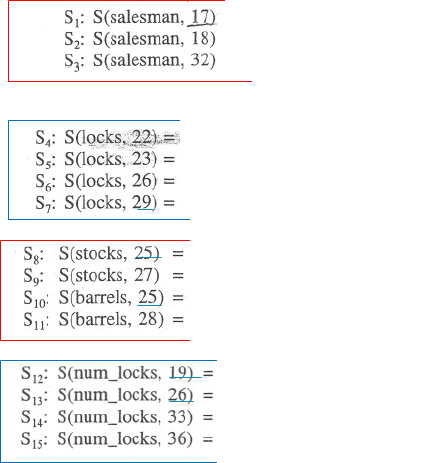 S₁: S(salesman, 17)
S₂: S(salesman, 18)
S₃: S(salesman, 32)
S₄: S(locks, 22) =
S₅: S(locks, 23) =
S₆: S(locks, 26) =
S₇: S(locks, 29) =
S₈: S(stocks, 25) =
S₉: S(stocks, 27) =
S₁₀: S(barrels, 25) =
S₁₁: S(barrels, 28) =
S₁₂: S(num_locks, 19) =
S₁₃: S(num_locks, 26) =
S₁₄: S(num_locks, 33) =
S₁₅: S(num_locks, 36) =